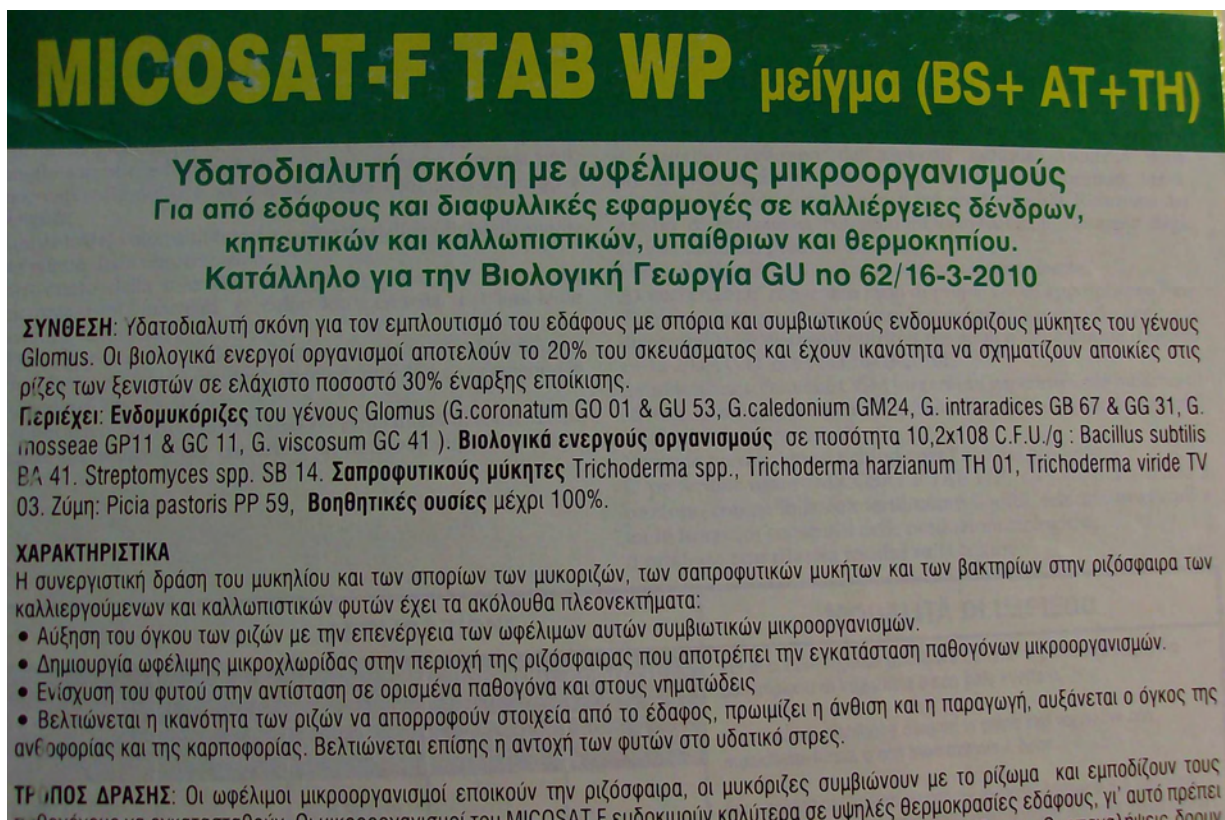 MICOSAT-F TAB WP μείγμα (BS+ AT+TH)
Υδατοδιαλυτή σκόνη με ωφέλιμους μικροοργανισμούς
Για από εδάφους και διαφυλλικές εφαρμογές σε καλλιέργειες δένδρων,
κηπευτικών και καλλωπιστικών, υπαίθριων και θερμοκηπίου.
Κατάλληλο για την Βιολογική Γεωργία GU no 62/16-3-2010
ΣΥΝΘΕΣΗ: Υδατοδιαλυτή σκόνη για τον εμπλουτισμό του εδάφους με σπόρια και συμβιωτικούς ενδομυκόριζους μύκητες του γένους
Glomus. Οι βιολογικά ενεργοί οργανισμοί αποτελούν το 20% του σκευάσματος και έχουν ικανότητα να σχηματίζουν αποικίες στις
ρίζες των ξενιστών σε ελάχιστο ποσοστό 30% έναρξης εποίκισης.
Περιέχει: Ενδομυκόριζες του γένους Glomus (G.coronatum GO 01 & GU 53, G.caledonium GM24, G. intraradices GB 67 & GG 31, G.
mosseae GP11 & GC 11, G. viscosum GC 41 ). Βιολογικά ενεργούς οργανισμούς σε ποσότητα 10,2x108 C.F.U./g : Bacillus subtilis
BA 41. Streptomyces spp. SB 14. Σαπροφυτικούς μύκητες Trichoderma spp., Trichoderma harzianum TH 01, Trichoderma viride TV
03. Ζύμη: Picia pastoris PP 59, Βοηθητικές ουσίες μέχρι 100%.
ΧΑΡΑΚΤΗΡΙΣΤΙΚΑ
Η συνεργιστική δράση του μυκηλίου και των σπορίων των μυκοριζών, των σαπροφυτικών μυκήτων και των βακτηρίων στην ριζόσφαιρα των
καλλιεργούμενων και καλλωπιστικών φυτών έχει τα ακόλουθα πλεονεκτήματα:
• Αύξηση του όγκου των ριζών με την επενέργεια των ωφέλιμων αυτών συμβιωτικών μικροοργανισμών.
• Δημιουργία ωφέλιμης μικροχλωρίδας στην περιοχή της ριζόσφαιρας που αποτρέπει την εγκατάσταση παθογόνων μικροοργανισμών.
• Ενίσχυση του φυτού στην αντίσταση σε ορισμένα παθογόνα και στους νηματώδεις
• Βελτιώνεται η ικανότητα των ριζών να απορροφούν στοιχεία από το έδαφος, πρωιμίζει η άνθιση και η παραγωγή, αυξάνεται ο όγκος της
ανθοφορίας και της καρποφορίας. Βελτιώνεται επίσης η αντοχή των φυτών στο υδατικό στρες.
ΤΡΟΠΟΣ ΔΡΑΣΗΣ: Οι ωφέλιμοι μικροοργανισμοί εποικούν την ριζόσφαιρα, οι μυκόριζες συμβιώνουν με το ρίζωμα και εμποδίζουν τους
Οι μικροοργανισμοί του MICOSAT F ευδοκιμούν καλύτερα σε υψηλές θερμοκρασίες εδάφους, γι' αυτό πρέπει